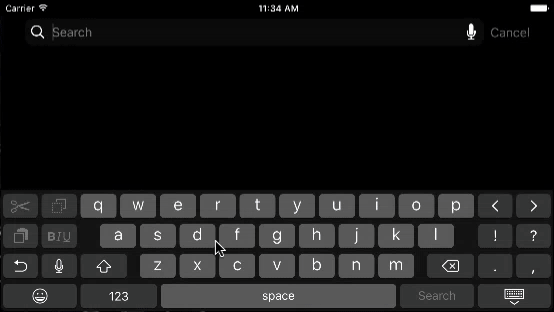 Carrier 11:34 AM
Search Cancel
q w e r t y u i o p < >
BIU a s d f g h j k l ! ?
z x c v b n m . ,
123 space Search